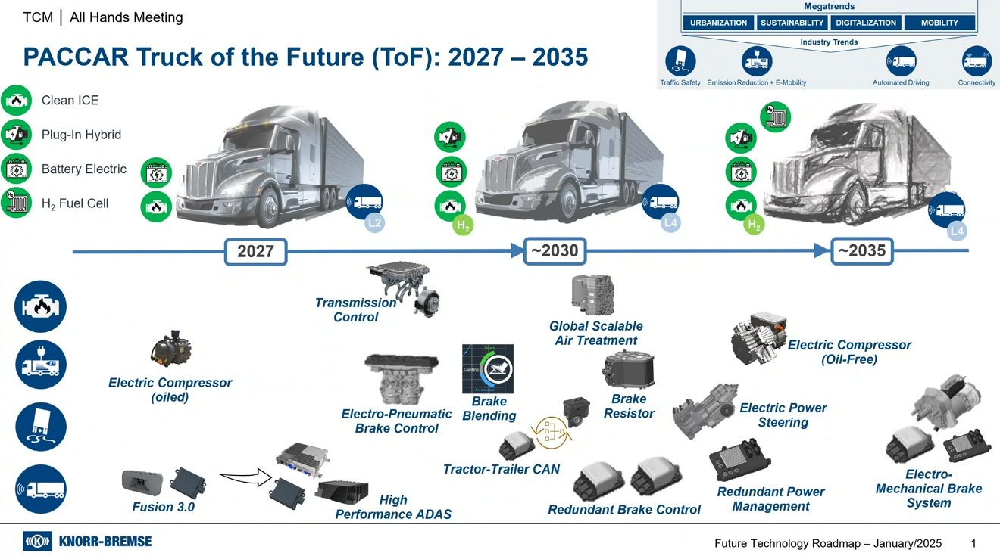 TCM | All Hands Meeting
PACCAR Truck of the Future (ToF): 2027 – 2035
Megatrends
URBANIZATION
SUSTAINABILITY
DIGITALIZATION
MOBILITY
Industry Trends
Traffic Safety
Emission Reduction + E-Mobility
Automated Driving
Connectivity
Clean ICE
Plug-In Hybrid
Battery Electric
H₂ Fuel Cell
L2
H₂
L4
H₂
L4
2027
~2030
~2035
Transmission
Control
Global Scalable
Air Treatment
Electric Compressor
(Oil-Free)
Electric Compressor
(oiled)
Electro-Pneumatic
Brake Control
Coasting
Brake
Blending
Brake
Resistor
Electric Power
Steering
Tractor-Trailer CAN
Fusion 3.0
High
Performance ADAS
Redundant Brake Control
Redundant Power
Management
Electro-
Mechanical Brake
System
KNORR-BREMSE
Future Technology Roadmap – January/2025
1